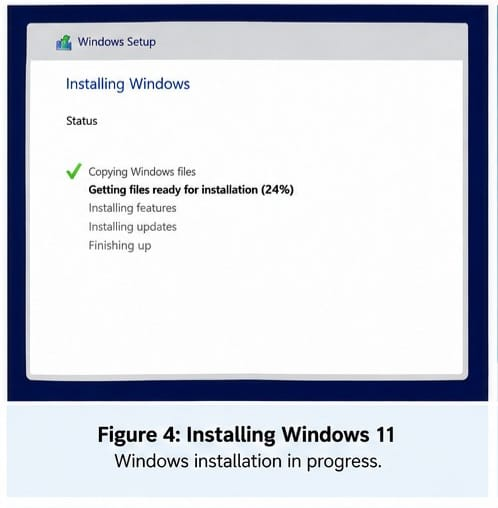 Windows Setup
Installing Windows
Status
Copying Windows files
Getting files ready for installation (24%)
Installing features
Installing updates
Finishing up
Figure 4: Installing Windows 11
Windows installation in progress.